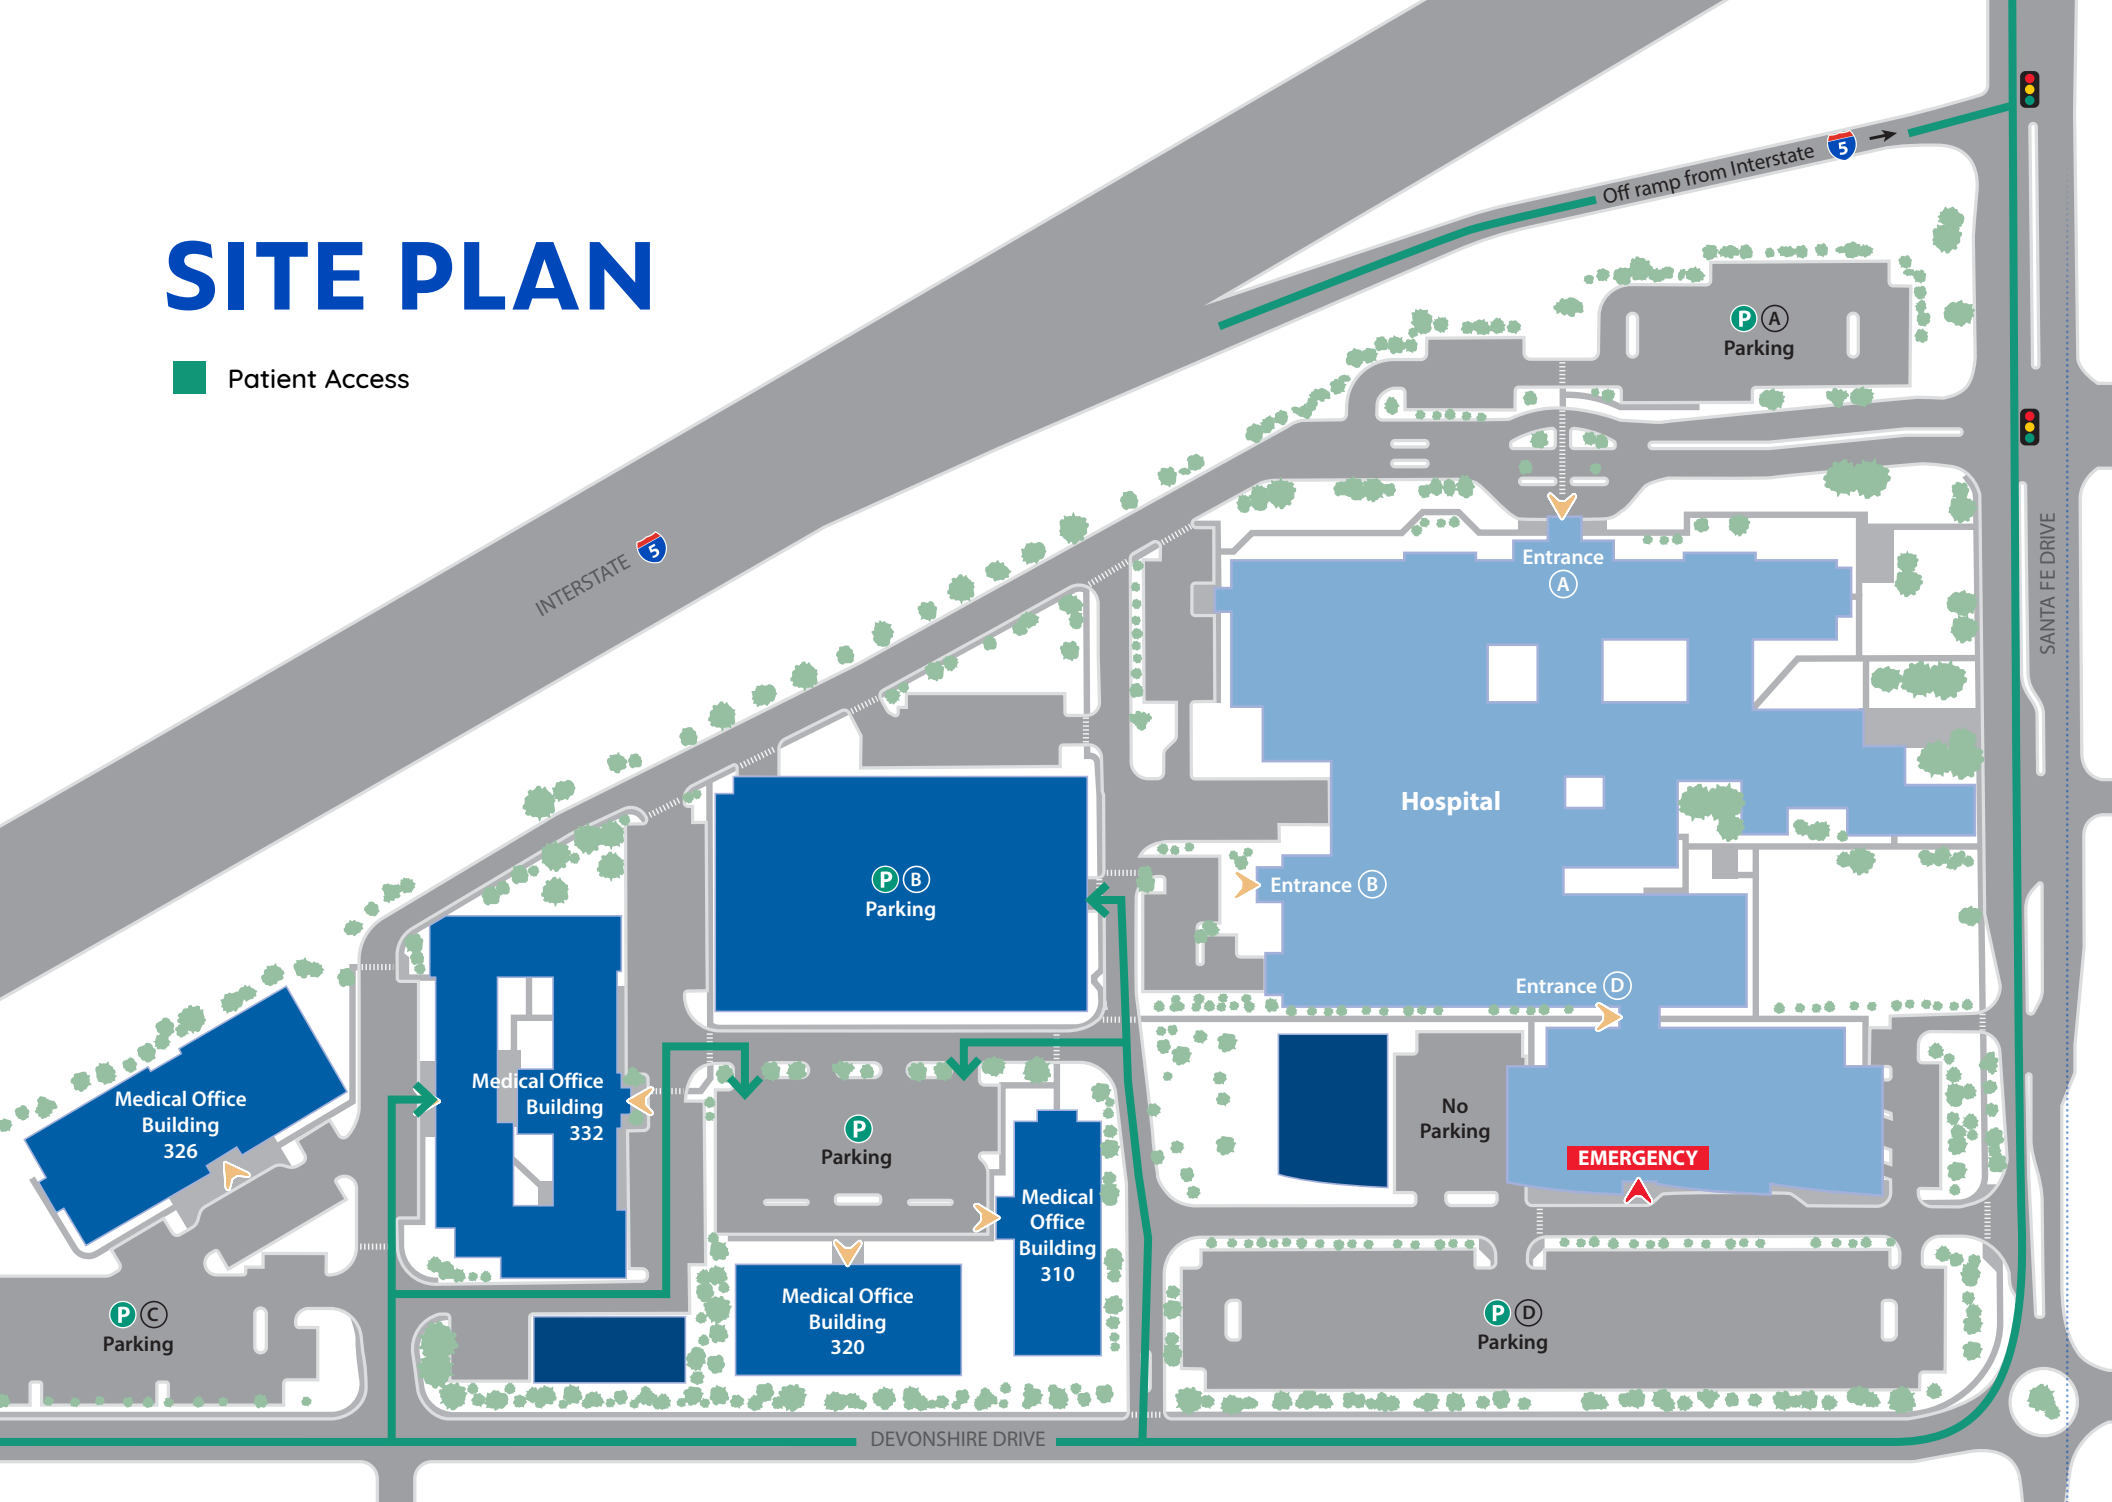 SITE PLAN
Patient Access
Off ramp from Interstate 5
INTERSTATE 5
P A
Parking
SANTA FE DRIVE
Entrance
A
Hospital
P B
Parking
Entrance B
Entrance D
Medical Office
Building
332
Medical Office
Building
326
P
Parking
No
Parking
EMERGENCY
Medical
Office
Building
310
Medical Office
Building
320
P C
Parking
P D
Parking
DEVONSHIRE DRIVE